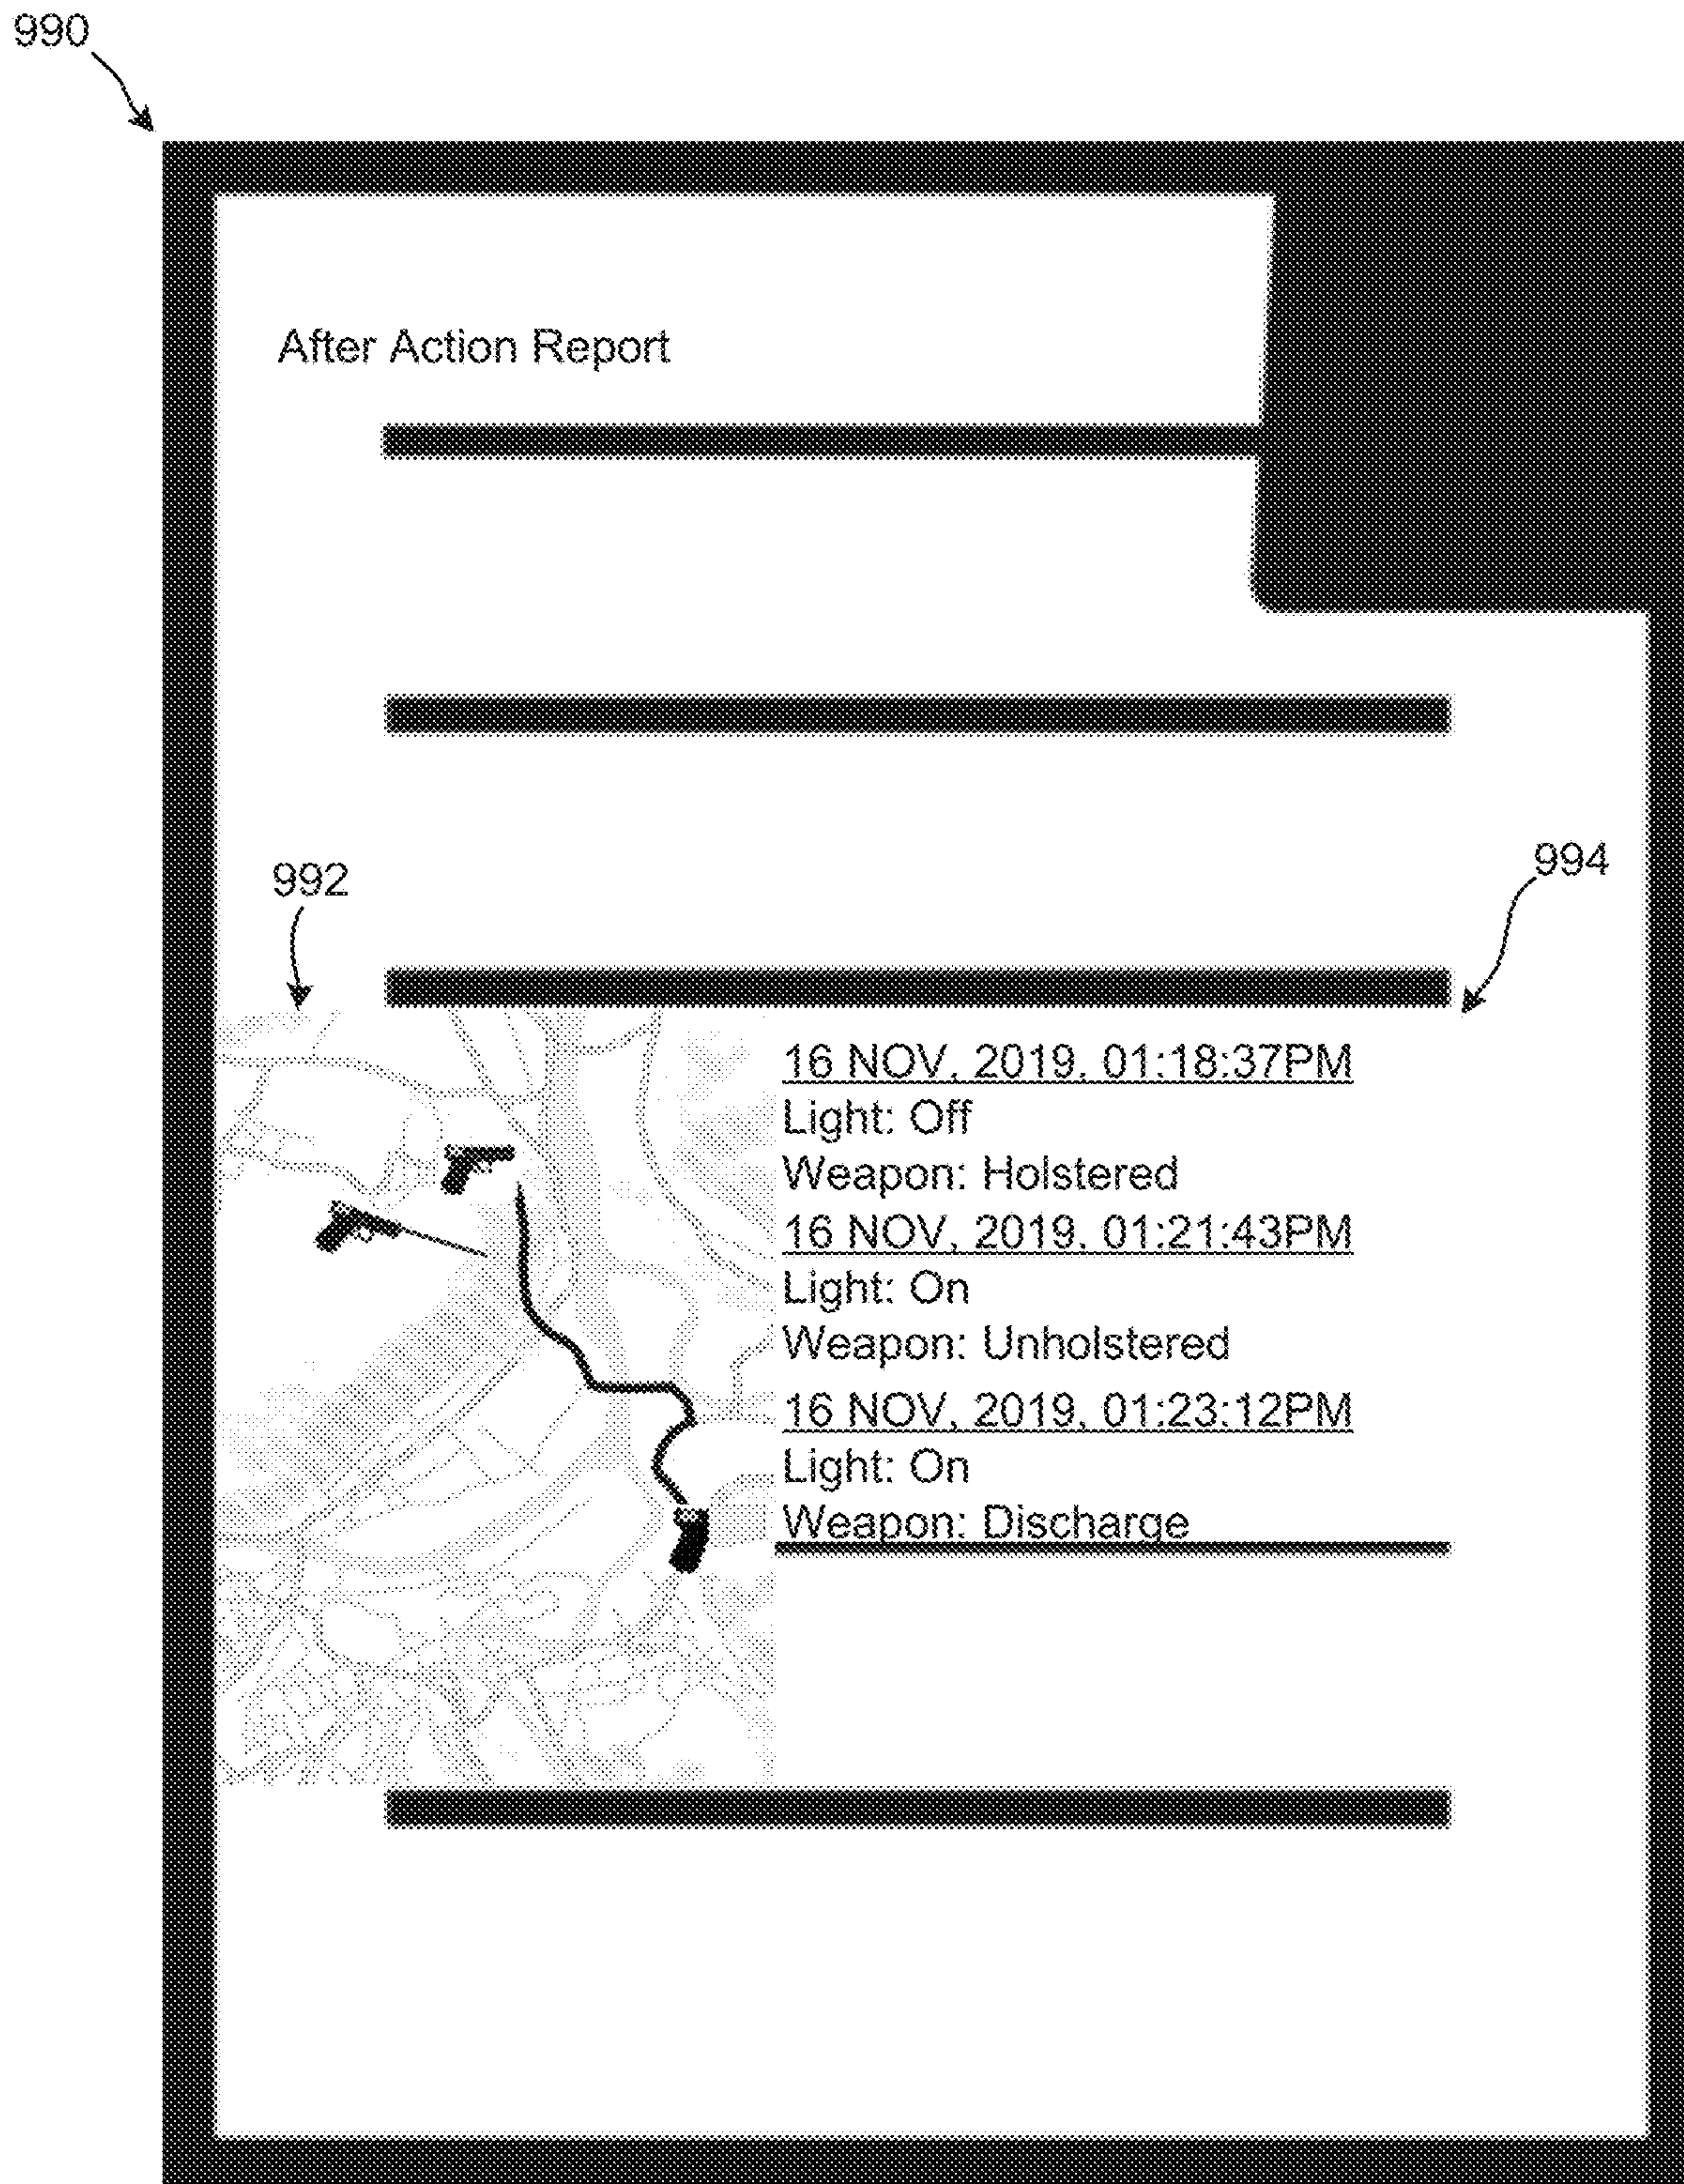 990
After Action Report
992
994
16 NOV, 2019, 01:18:37PM
Light: Off
Weapon: Holstered
16 NOV, 2019, 01:21:43PM
Light: On
Weapon: Unholstered
16 NOV, 2019, 01:23:12PM
Light: On
Weapon: Discharge